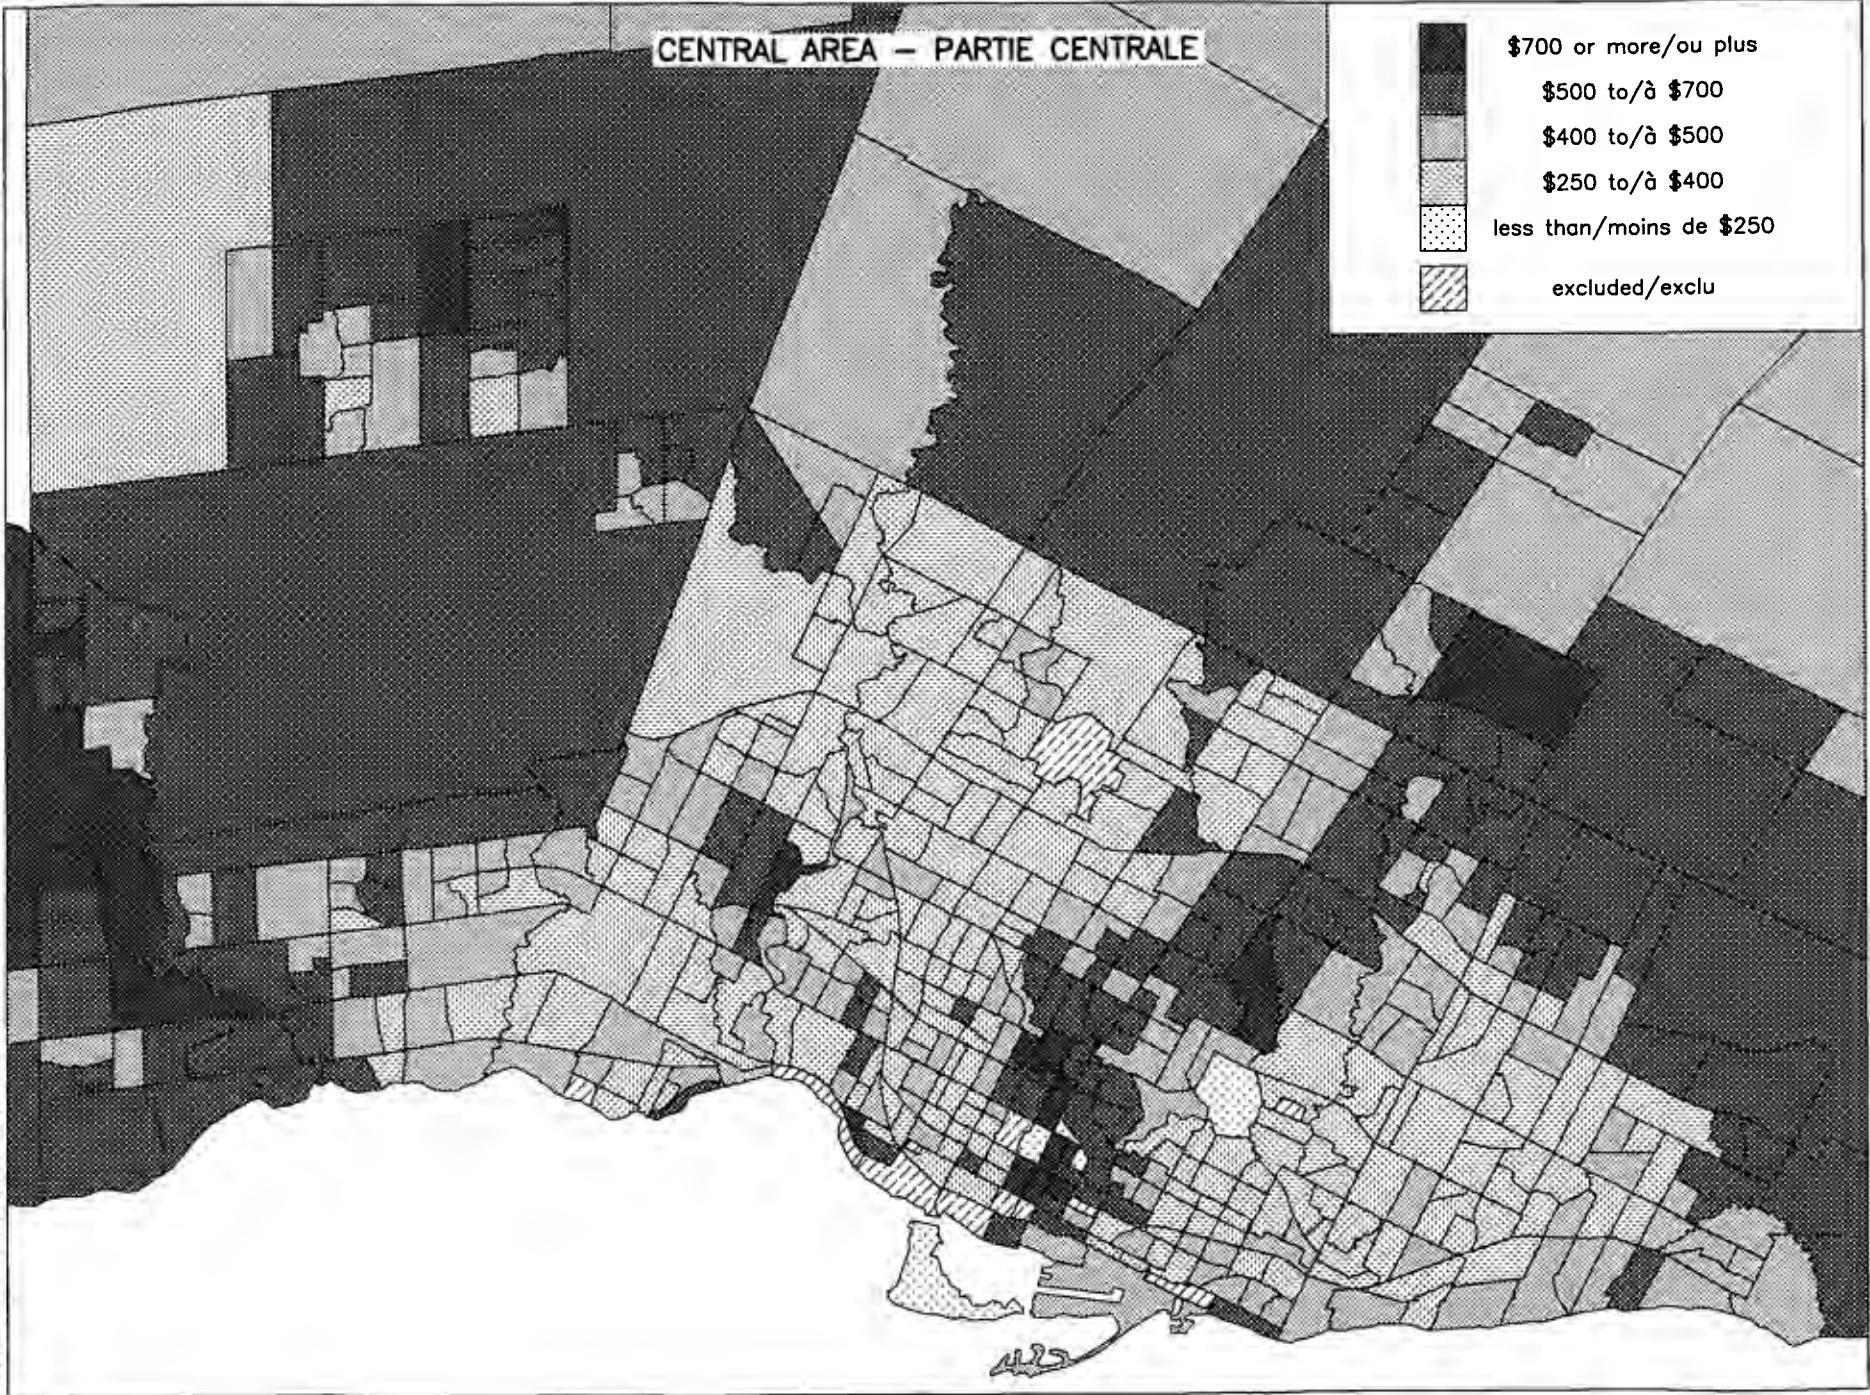 CENTRAL AREA – PARTIE CENTRALE
$700 or more/ou plus
$500 to/à $700
$400 to/à $500
$250 to/à $400
less than/moins de $250
excluded/exclu